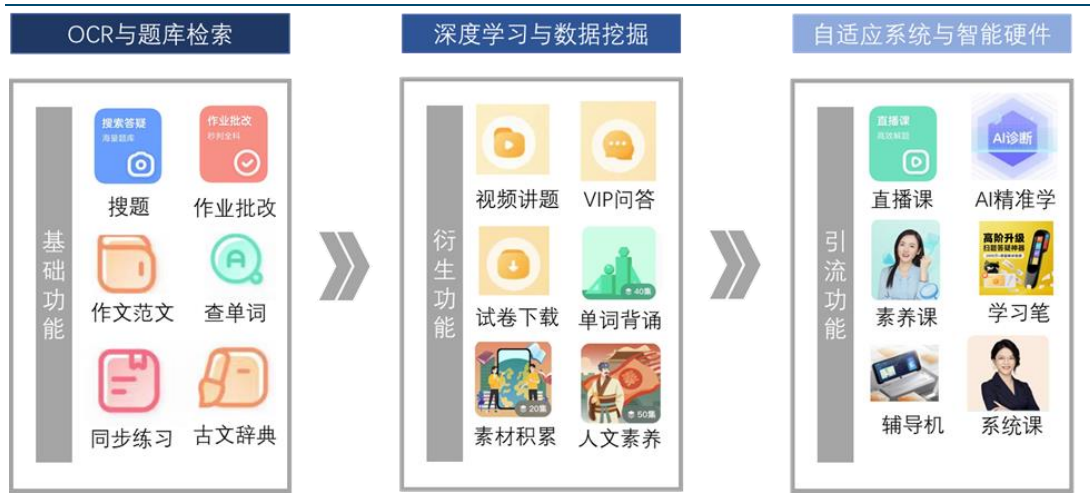 OCR与题库检索
基础功能
搜索答疑
海量题库
搜题
作业批改
秒判全科
作业批改
作文范文
A
查单词
同步练习
古文辞典
深度学习与数据挖掘
衍生功能
视频讲题
VIP问答
试卷下载
40集
单词背诵
20集
素材积累
50集
人文素养
自适应系统与智能硬件
引流功能
直播课
高效解题
直播课
AI诊断
AI精准学
素养课
高阶升级
扫题答疑神器
学习笔
辅导机
系统课